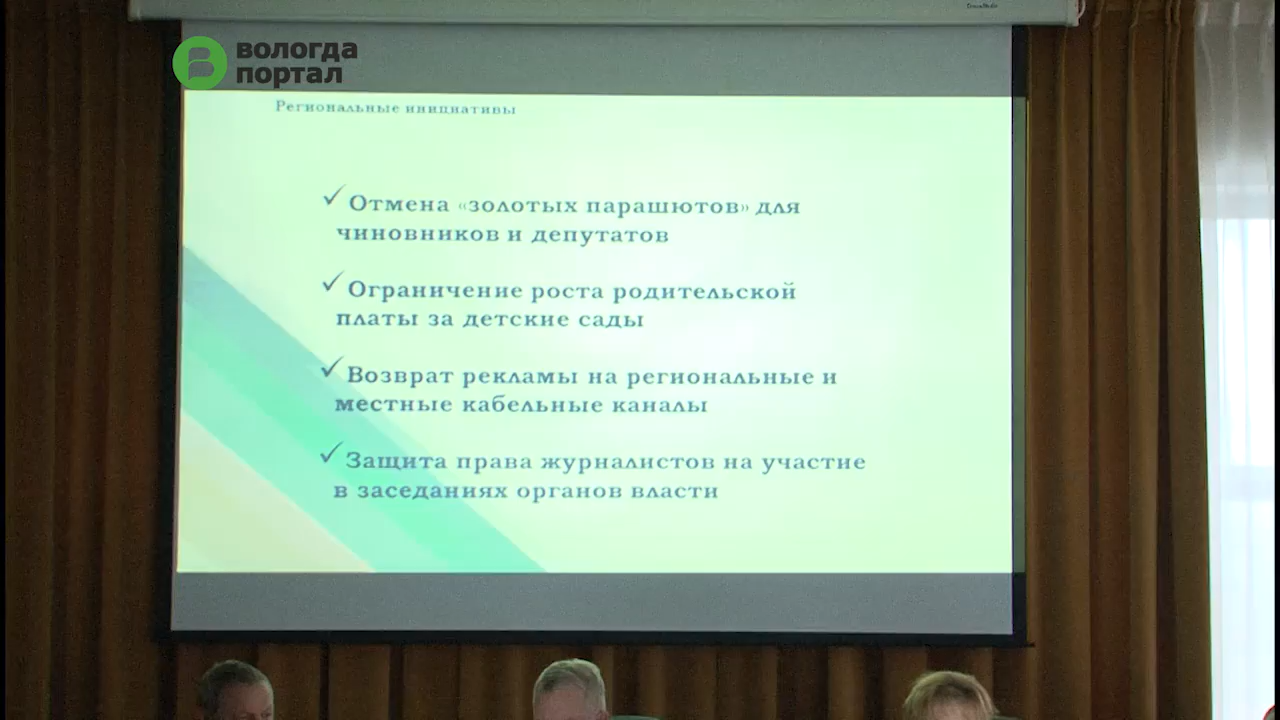 вологда
портал
Региональные инициативы
✓ Отмена «золотых парашютов» для
чиновников и депутатов
✓ Ограничение роста родительской
платы за детские сады
✓ Возврат рекламы на региональные и
местные кабельные каналы
✓ Защита права журналистов на участие
в заседаниях органов власти